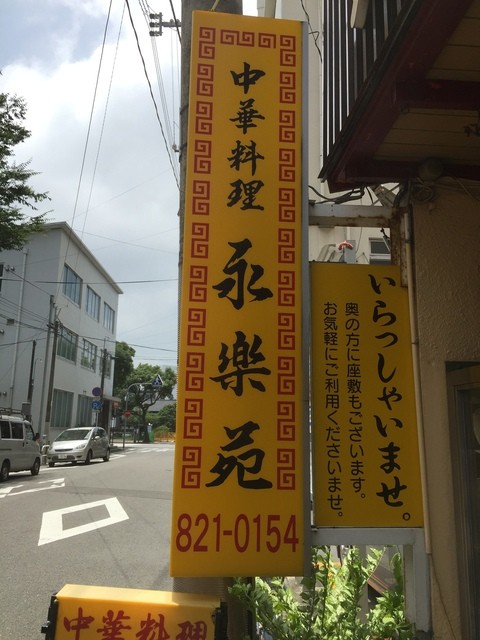 中華料理
永樂苑
821-0154
いらっしゃいませ。
奥の方に座敷もございます。
お気軽にご利用くださいませ。
中華料理